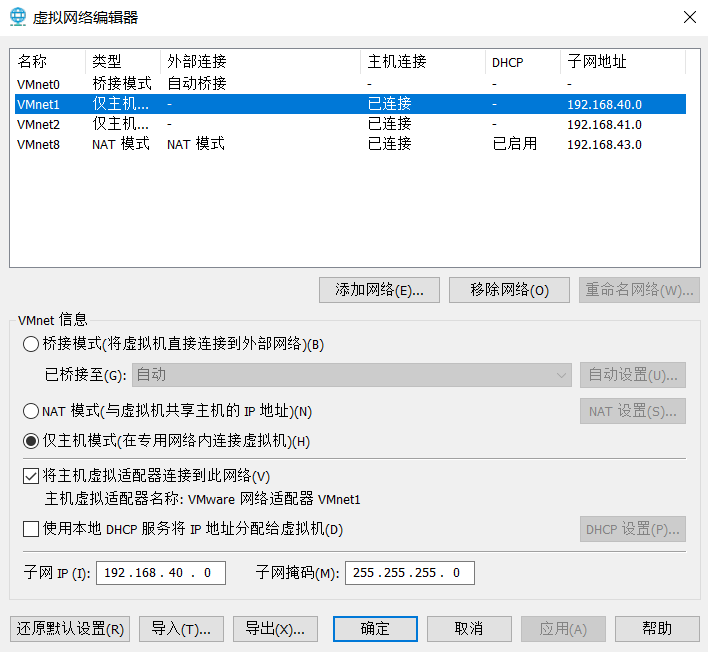 虚拟网络编辑器
名称 类型 外部连接 主机连接 DHCP 子网地址
VMnet0 桥接模式 自动桥接 - - -
VMnet1 仅主机... - 已连接 - 192.168.40.0
VMnet2 仅主机... - 已连接 - 192.168.41.0
VMnet8 NAT 模式 NAT 模式 已连接 已启用 192.168.43.0
添加网络(E)... 移除网络(O) 重命名网络(W)...
VMnet 信息
桥接模式(将虚拟机直接连接到外部网络)(B)
已桥接至(G): 自动 自动设置(U)...
NAT 模式(与虚拟机共享主机的 IP 地址)(N) NAT 设置(S)...
仅主机模式(在专用网络内连接虚拟机)(H)
将主机虚拟适配器连接到此网络(V)
主机虚拟适配器名称: VMware 网络适配器 VMnet1
使用本地 DHCP 服务将 IP 地址分配给虚拟机(D) DHCP 设置(P)...
子网 IP (I): 192.168.40.0 子网掩码(M): 255.255.255.0
还原默认设置(R) 导入(T)... 导出(X)... 确定 取消 应用(A) 帮助